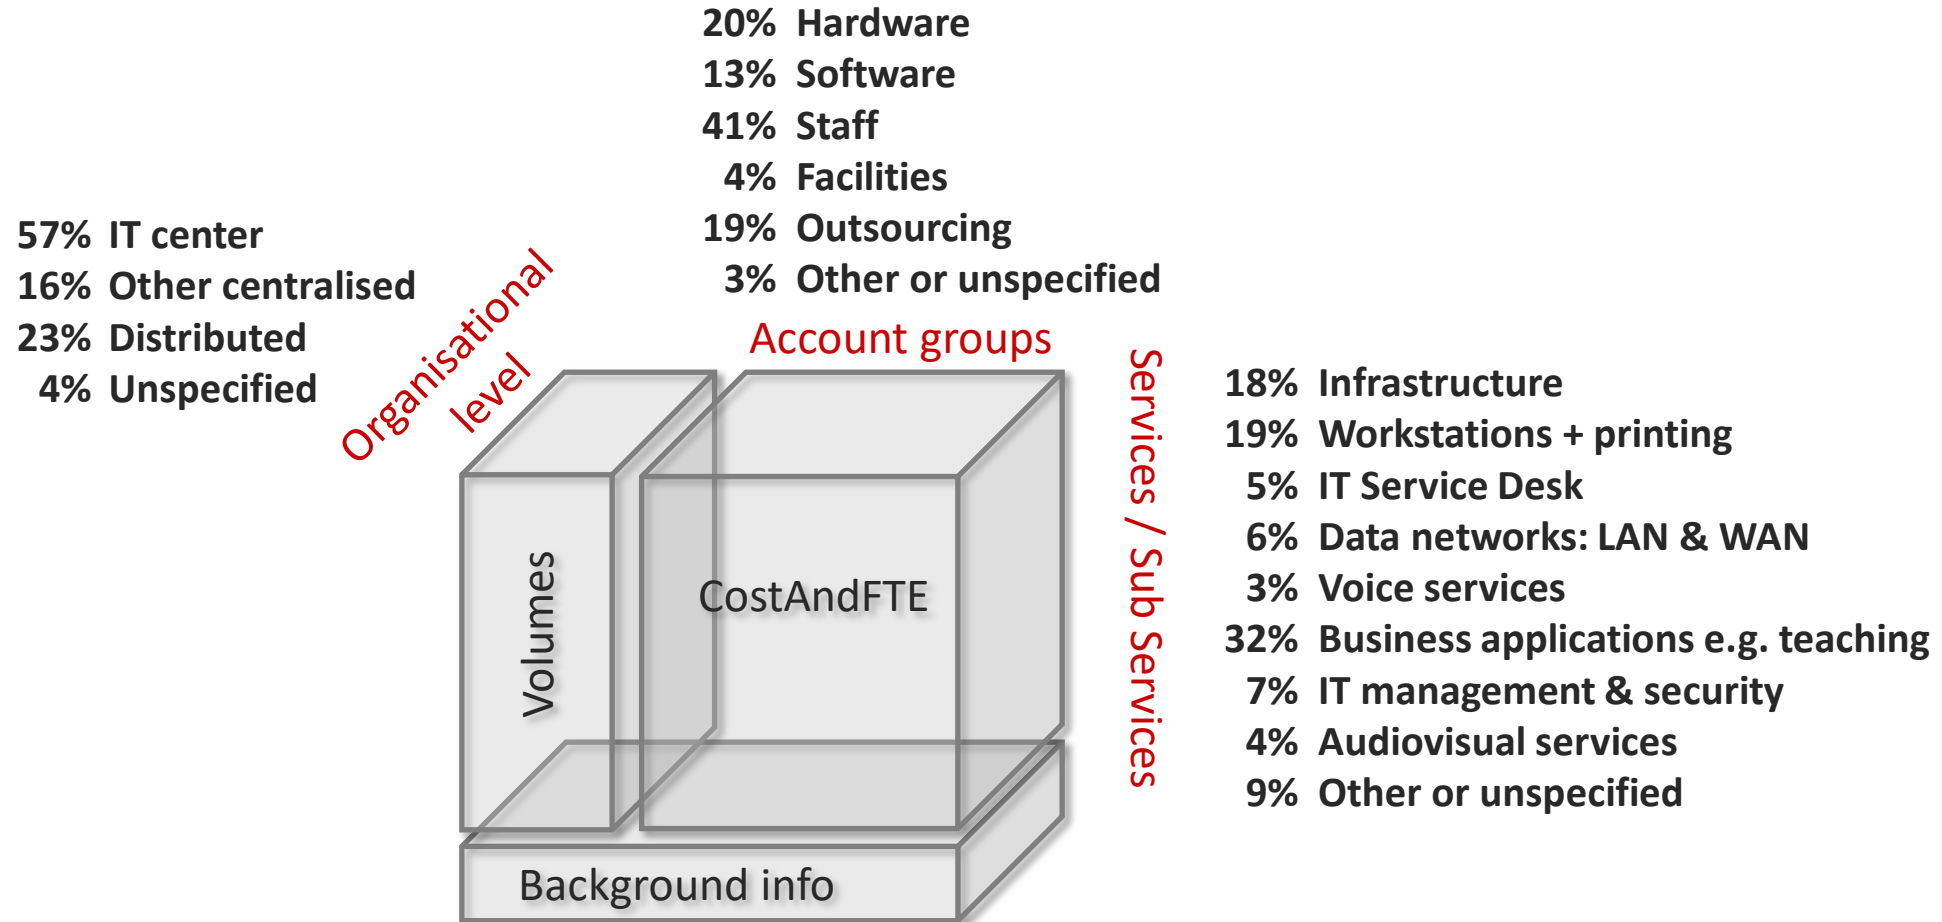 20% Hardware
13% Software
41% Staff
4% Facilities
19% Outsourcing
3% Other or unspecified
57% IT center
16% Other centralised
23% Distributed
4% Unspecified
Organisational
level
Account groups
Services / Sub Services
18% Infrastructure
19% Workstations + printing
5% IT Service Desk
6% Data networks: LAN & WAN
3% Voice services
32% Business applications e.g. teaching
7% IT management & security
4% Audiovisual services
9% Other or unspecified
Volumes
CostAndFTE
Background info